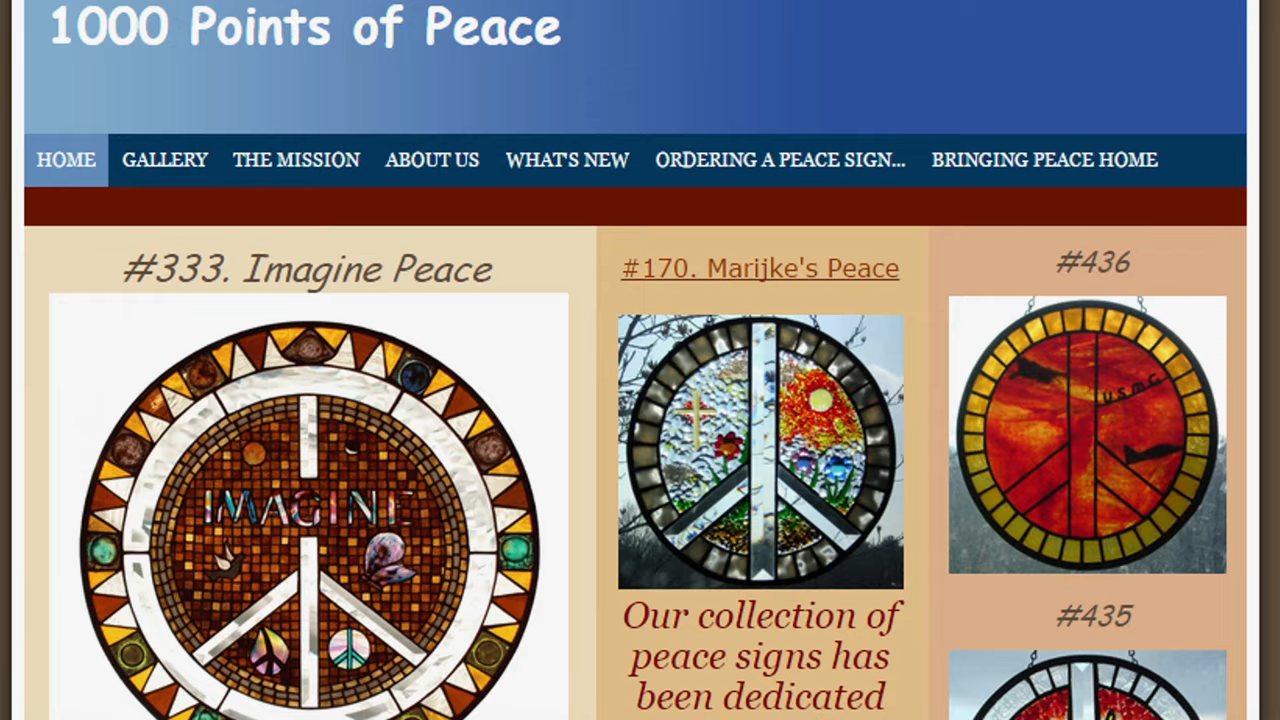 1000 Points of Peace
HOME GALLERY THE MISSION ABOUT US WHAT'S NEW ORDERING A PEACE SIGN... BRINGING PEACE HOME
#333. Imagine Peace
IMAGINE
#170. Marijke's Peace
Our collection of
peace signs has
been dedicated
#436
USMC
#435